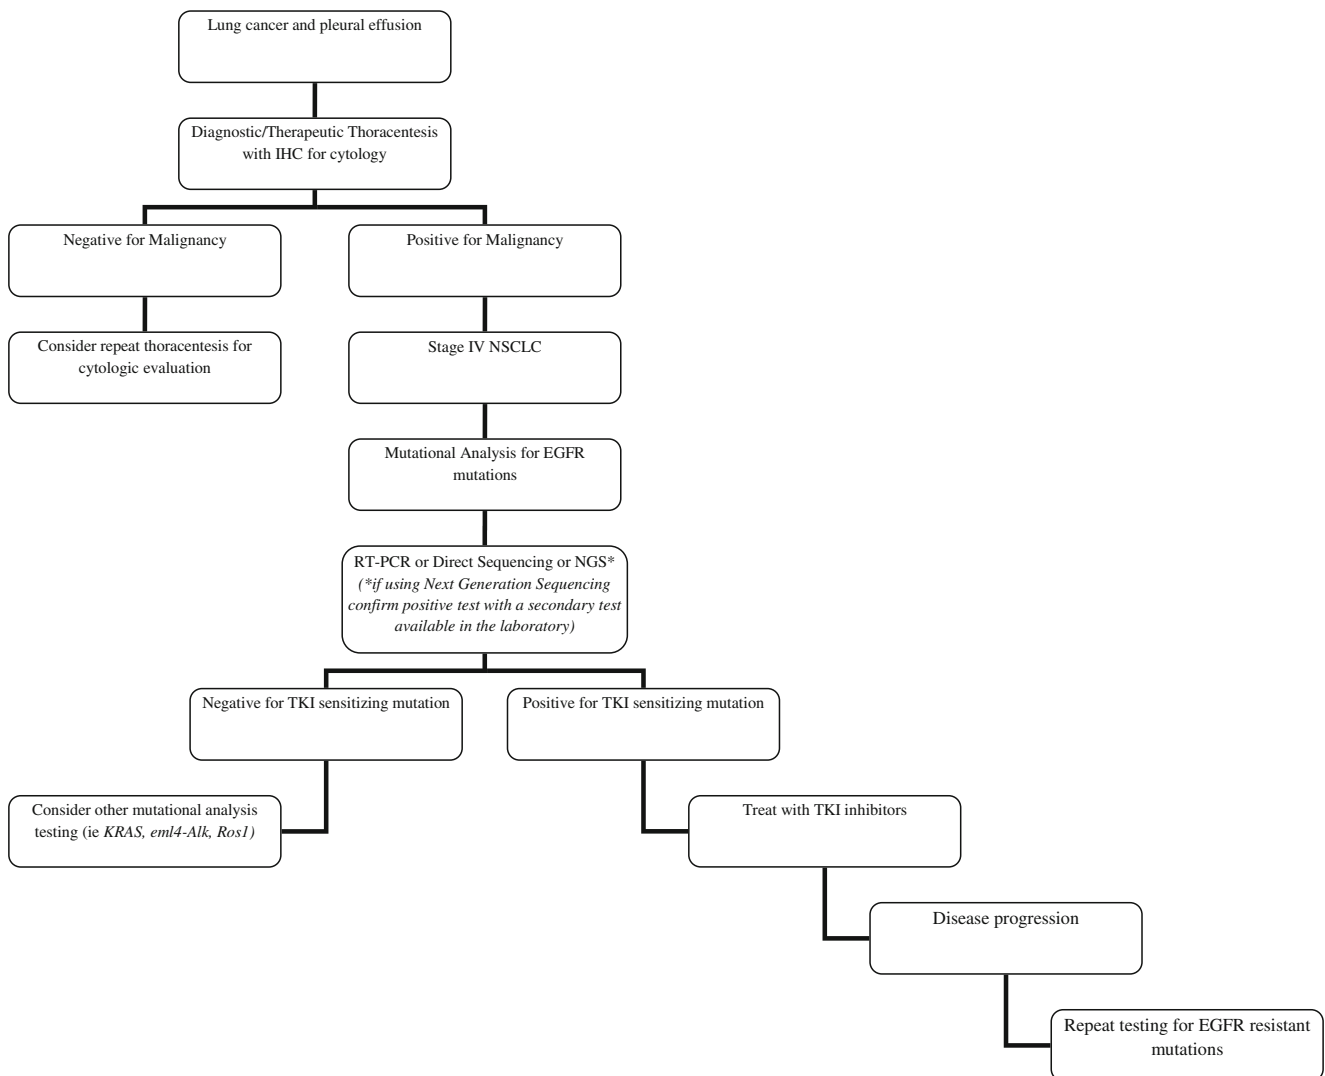 Lung cancer and pleural effusion
Diagnostic/Therapeutic Thoracentesis
with IHC for cytology
Negative for Malignancy
Positive for Malignancy
Consider repeat thoracentesis for
cytologic evaluation
Stage IV NSCLC
Mutational Analysis for EGFR
mutations
RT-PCR or Direct Sequencing or NGS*
(*if using Next Generation Sequencing
confirm positive test with a secondary test
available in the laboratory)
Negative for TKI sensitizing mutation
Positive for TKI sensitizing mutation
Consider other mutational analysis
testing (ie KRAS, eml4-Alk, Ros1)
Treat with TKI inhibitors
Disease progression
Repeat testing for EGFR resistant
mutations